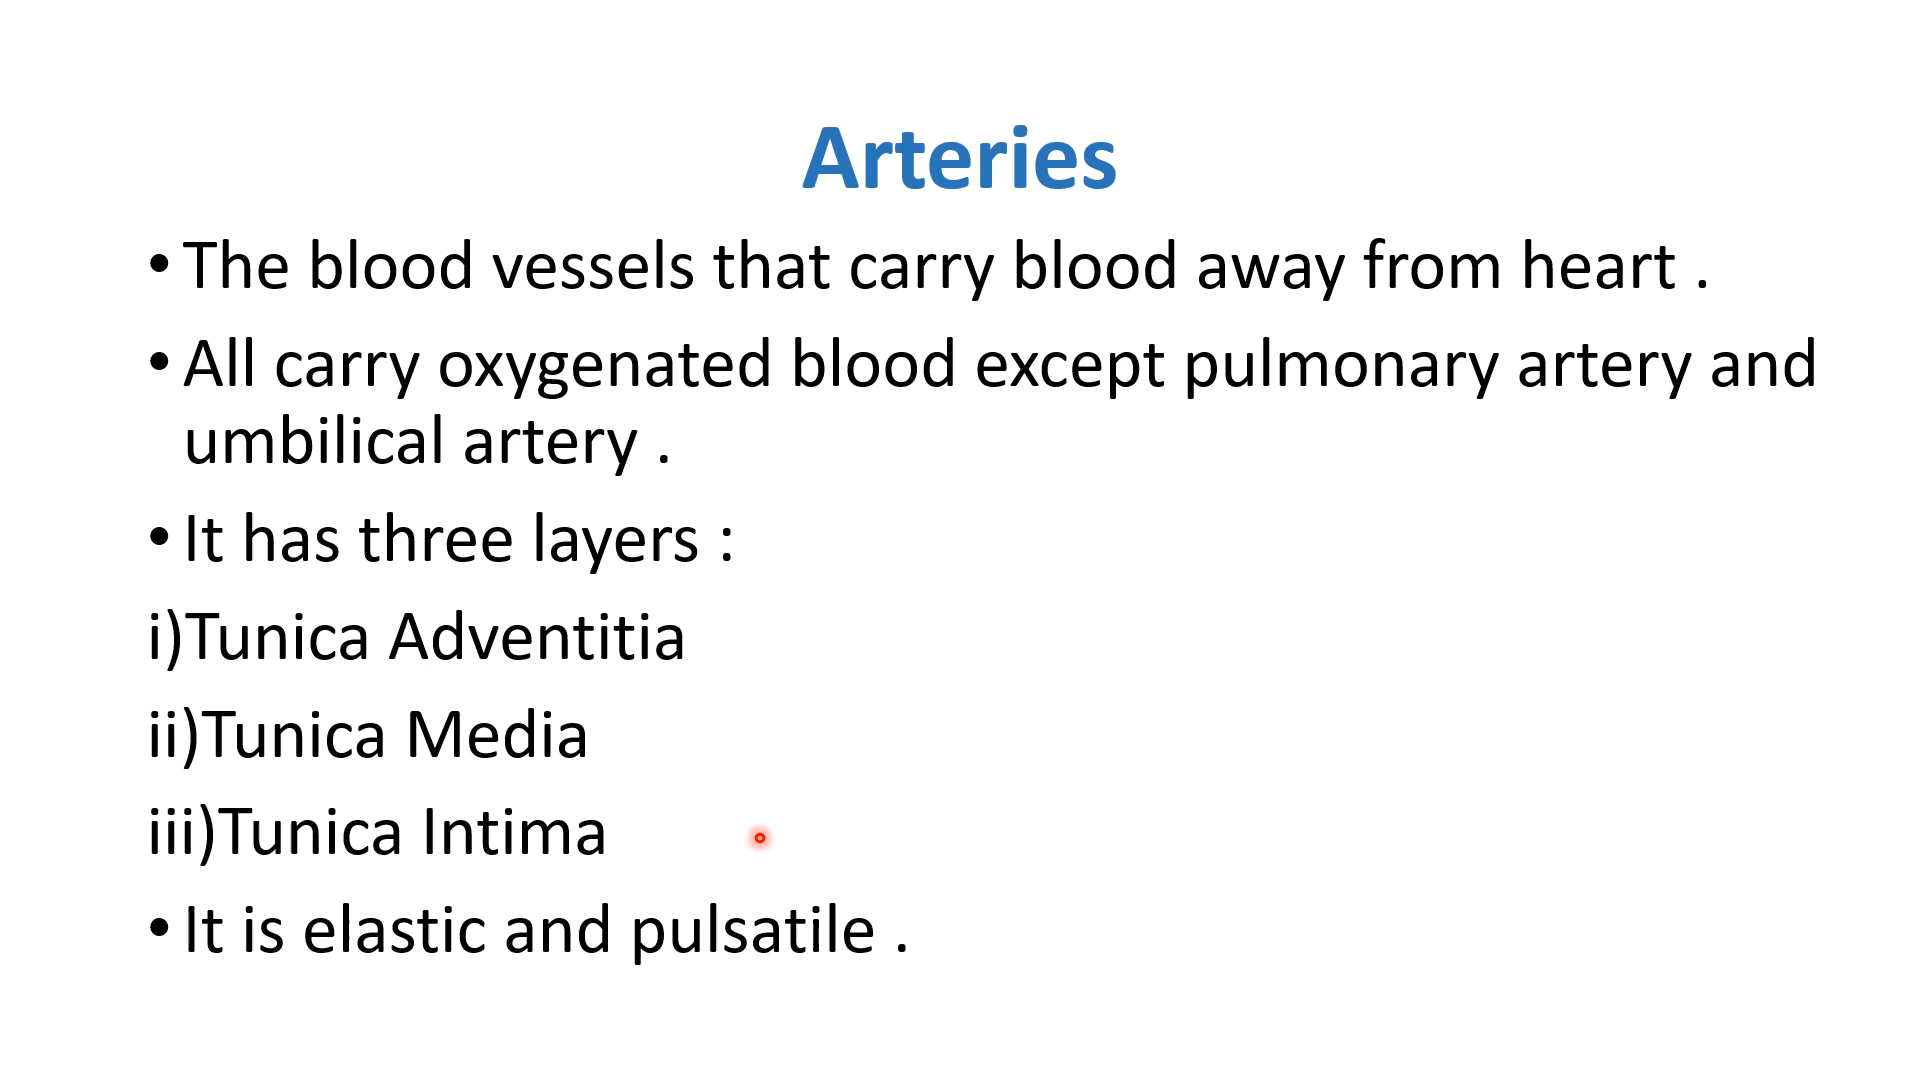 Arteries
• The blood vessels that carry blood away from heart .
• All carry oxygenated blood except pulmonary artery and
umbilical artery .
• It has three layers :
i)Tunica Adventitia
ii)Tunica Media
iii)Tunica Intima
• It is elastic and pulsatile .